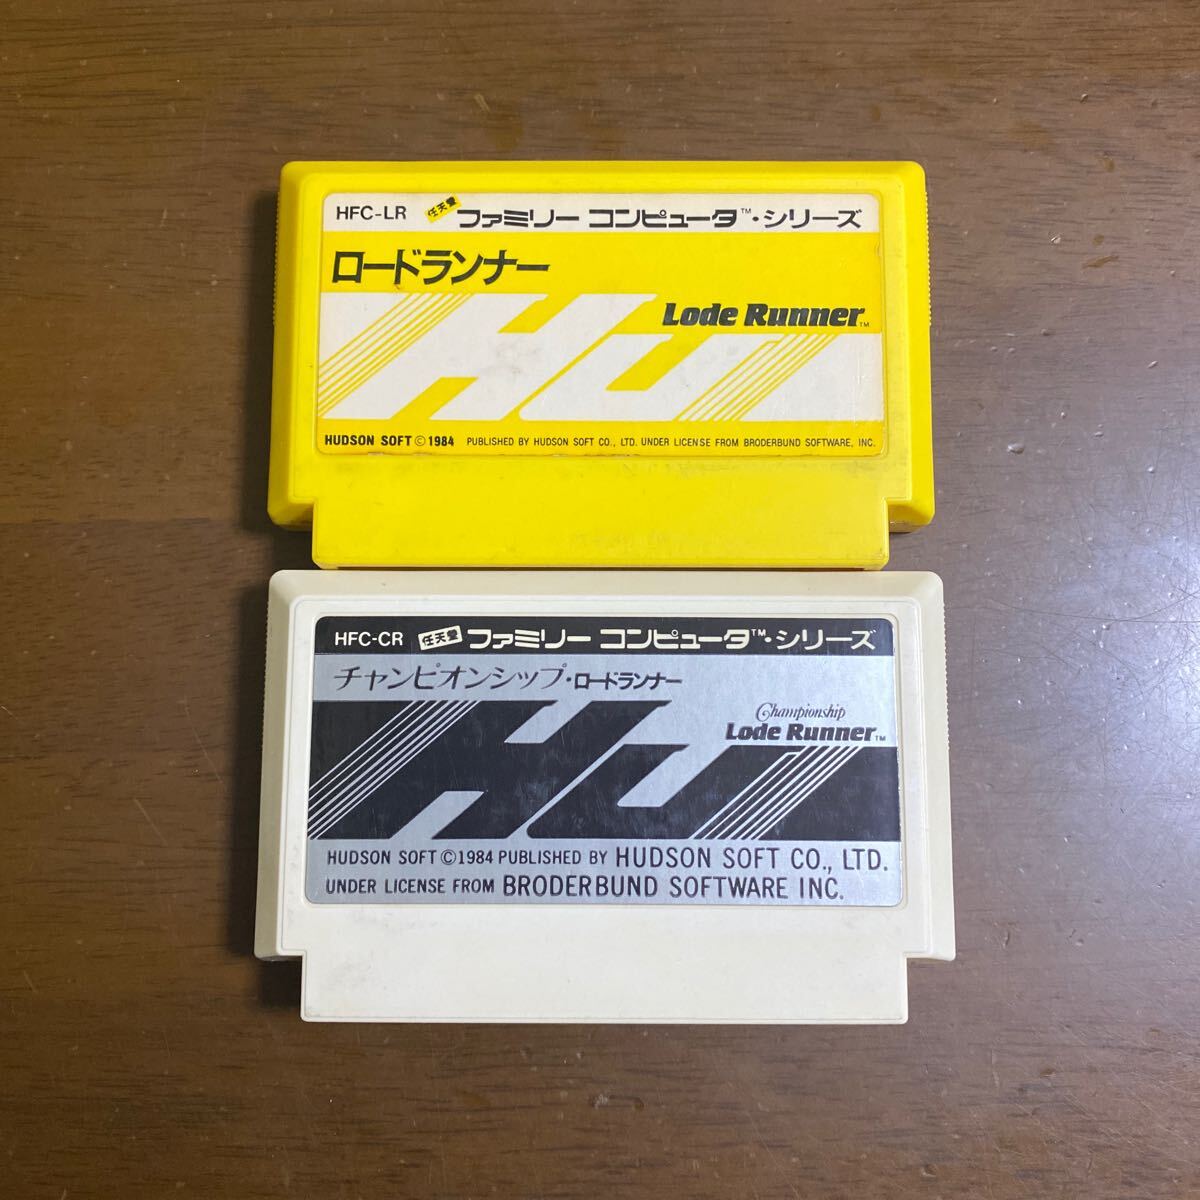 HFC-LR 任天堂 ファミリー コンピュータ™・シリーズ
ロードランナー
Lode Runner™
HU
HUDSON SOFT © 1984 PUBLISHED BY HUDSON SOFT CO., LTD. UNDER LICENSE FROM BRODERBUND SOFTWARE, INC.
HFC-CR 任天堂 ファミリー コンピュータ™・シリーズ
チャンピオンシップ・ロードランナー
Championship
Lode Runner™
HU
HUDSON SOFT © 1984 PUBLISHED BY HUDSON SOFT CO., LTD.
UNDER LICENSE FROM BRODERBUND SOFTWARE INC.